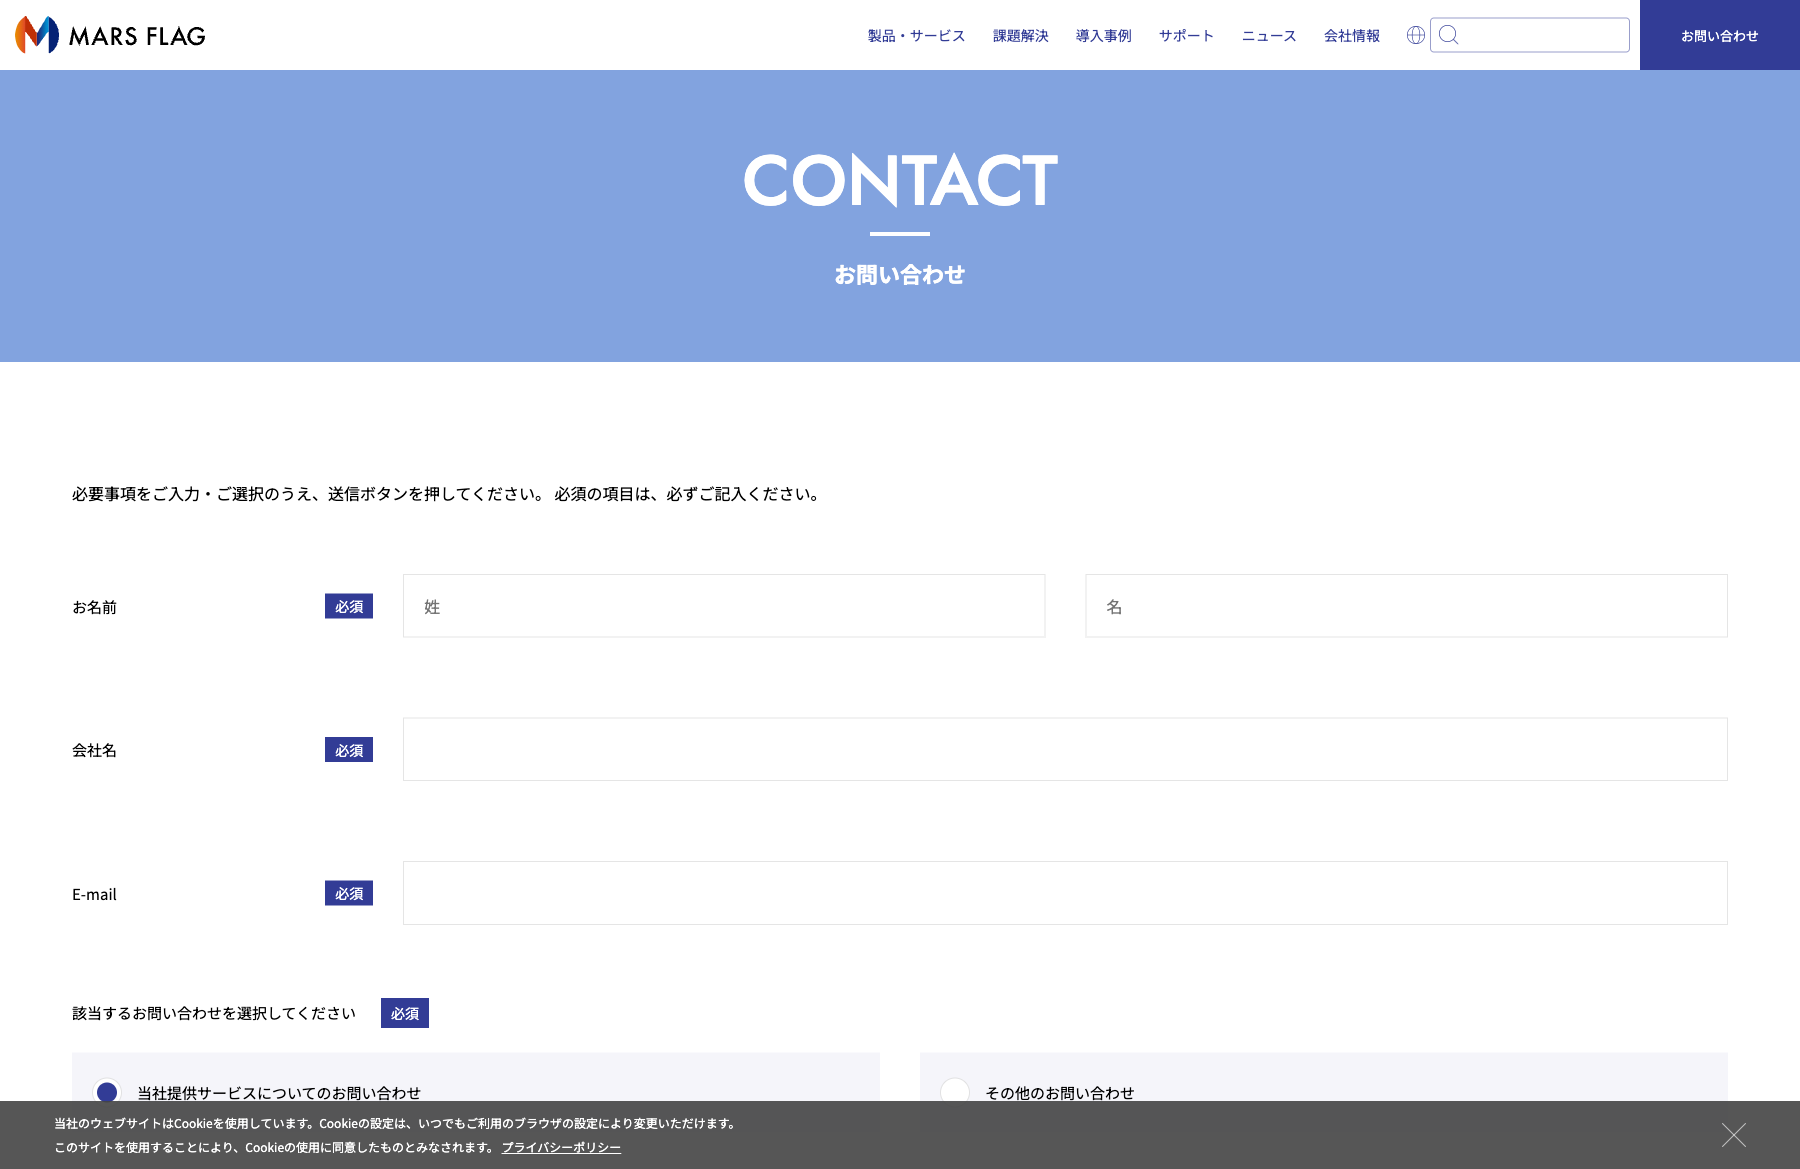 MARS FLAG
製品・サービス 課題解決 導入事例 サポート ニュース 会社情報 お問い合わせ
CONTACT
お問い合わせ
必要事項をご入力・ご選択のうえ、送信ボタンを押してください。 必須の項目は、必ずご記入ください。
お名前 必須 姓 名
会社名 必須
E-mail 必須
該当するお問い合わせを選択してください 必須
当社提供サービスについてのお問い合わせ その他のお問い合わせ
当社のウェブサイトはCookieを使用しています。Cookieの設定は、いつでもご利用のブラウザの設定により変更いただけます。
このサイトを使用することにより、Cookieの使用に同意したものとみなされます。 プライバシーポリシー